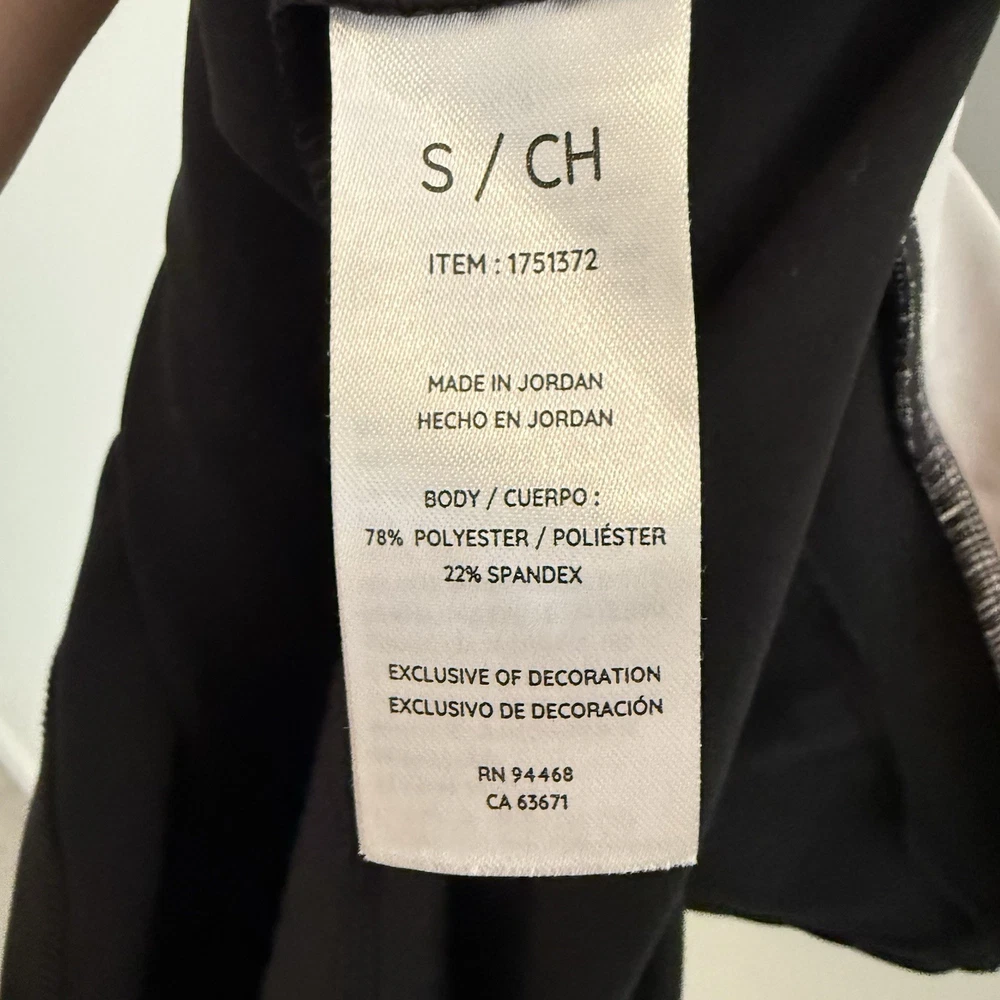 S / CH
ITEM : 1751372
MADE IN JORDAN
HECHO EN JORDAN
BODY / CUERPO :
78% POLYESTER / POLIÉSTER
22% SPANDEX
EXCLUSIVE OF DECORATION
EXCLUSIVO DE DECORACIÓN
RN 94468
CA 63671